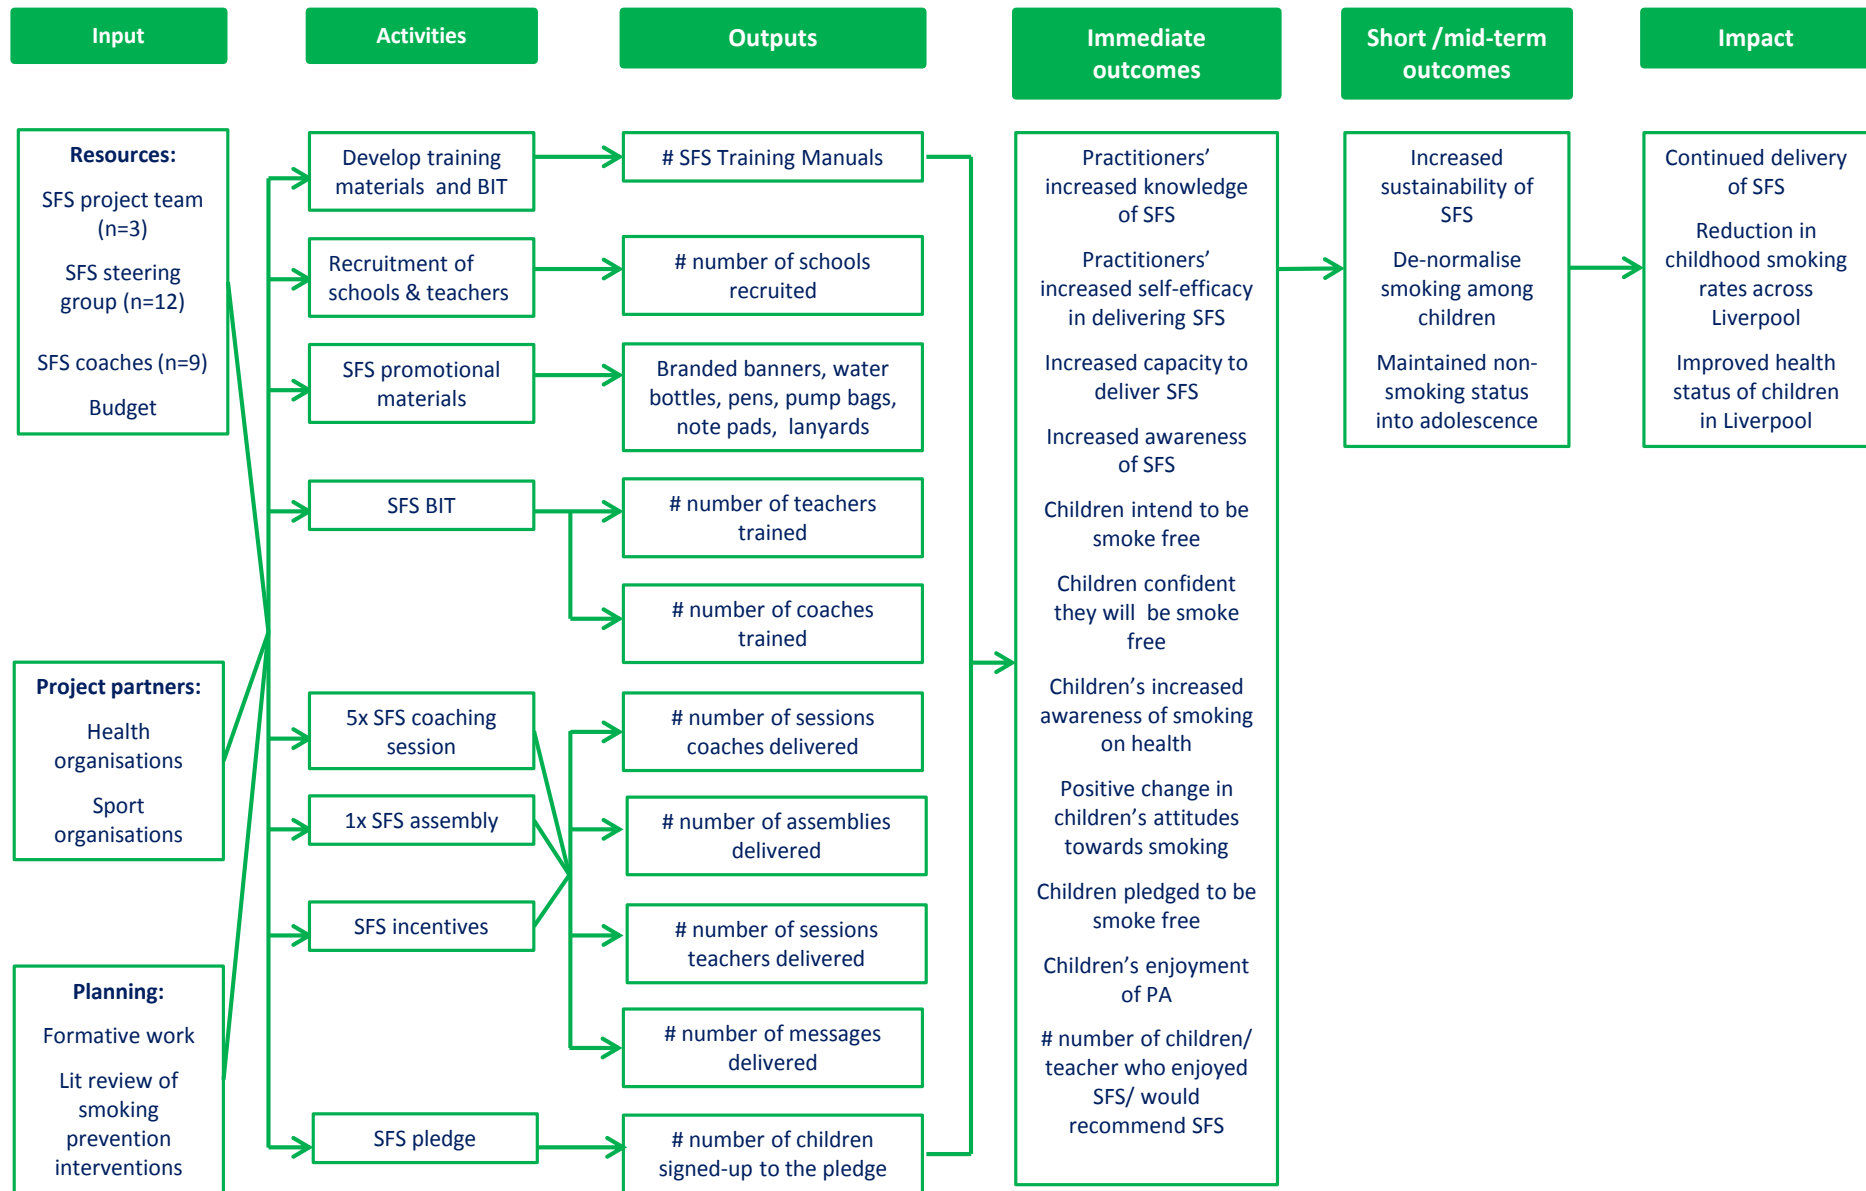 Input
Activities
Outputs
Immediate
outcomes
Short /mid-term
outcomes
Impact
Resources:
SFS project team
(n=3)
SFS steering
group (n=12)
SFS coaches (n=9)
Budget
Project partners:
Health
organisations
Sport
organisations
Planning:
Formative work
Lit review of
smoking
prevention
interventions
Develop training
materials and BIT
Recruitment of
schools & teachers
SFS promotional
materials
SFS BIT
5x SFS coaching
session
1x SFS assembly
SFS incentives
SFS pledge
# SFS Training Manuals
# number of schools
recruited
Branded banners, water
bottles, pens, pump bags,
note pads, lanyards
# number of teachers
trained
# number of coaches
trained
# number of sessions
coaches delivered
# number of assemblies
delivered
# number of sessions
teachers delivered
# number of messages
delivered
# number of children
signed-up to the pledge
Practitioners’
increased knowledge
of SFS
Practitioners’
increased self-efficacy
in delivering SFS
Increased capacity to
deliver SFS
Increased awareness
of SFS
Children intend to be
smoke free
Children confident
they will be smoke
free
Children’s increased
awareness of smoking
on health
Positive change in
children’s attitudes
towards smoking
Children pledged to be
smoke free
Children’s enjoyment
of PA
# number of children/
teacher who enjoyed
SFS/ would
recommend SFS
Increased
sustainability of
SFS
De-normalise
smoking among
children
Maintained non-
smoking status
into adolescence
Continued delivery
of SFS
Reduction in
childhood smoking
rates across
Liverpool
Improved health
status of children
in Liverpool